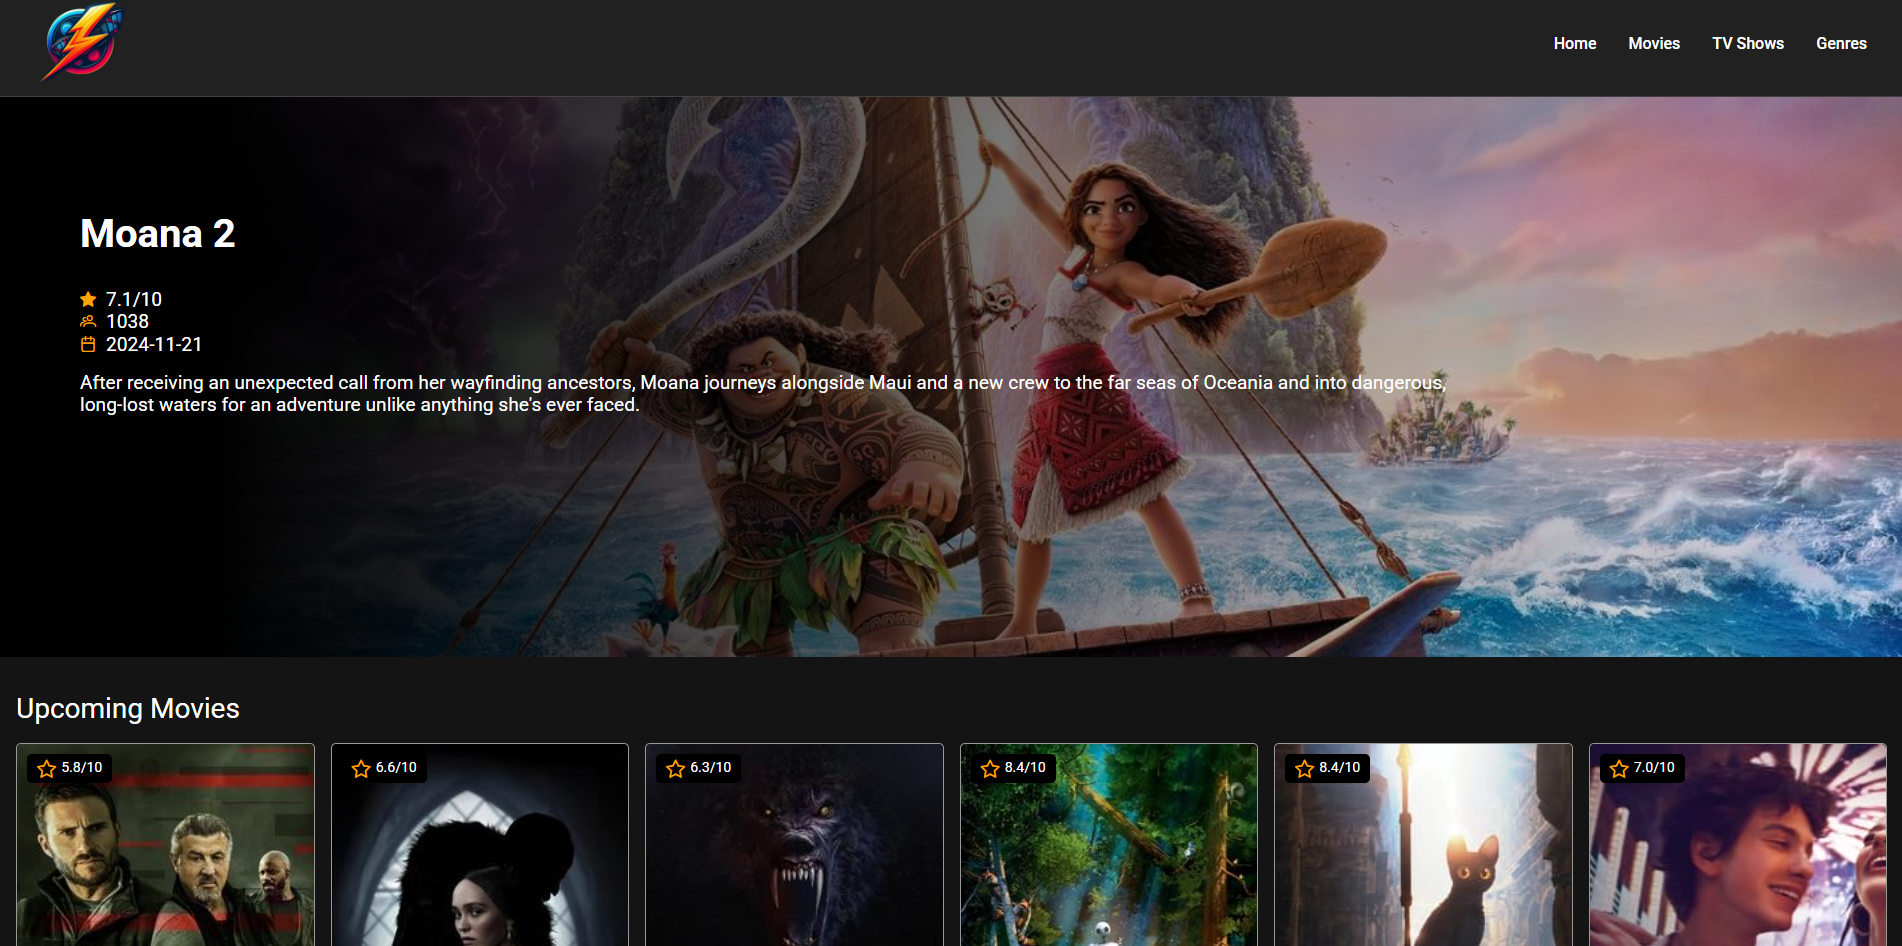 Home Movies TV Shows Genres
Moana 2
7.1/10
1038
2024-11-21
After receiving an unexpected call from her wayfinding ancestors, Moana journeys alongside Maui and a new crew to the far seas of Oceania and into dangerous,
long-lost waters for an adventure unlike anything she's ever faced.
Upcoming Movies
5.8/10
6.6/10
6.3/10
8.4/10
8.4/10
7.0/10